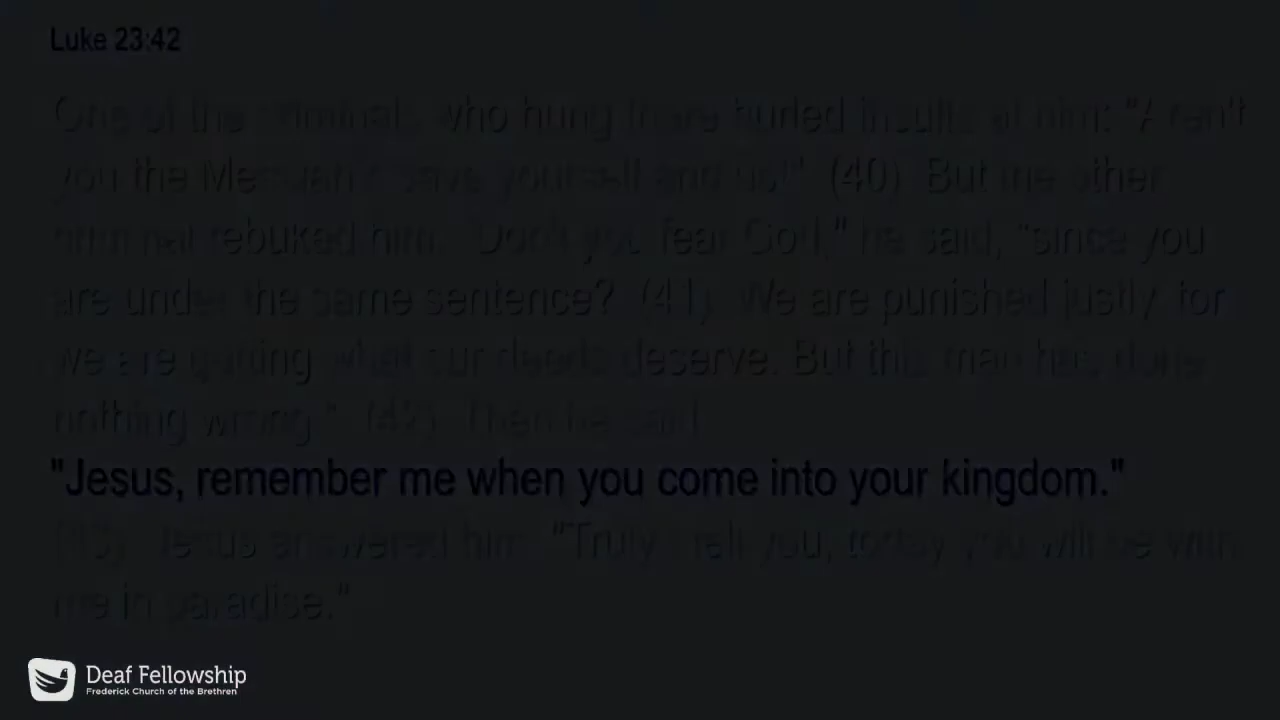 Luke 23:42
One of the criminals who hung there hurled insults at him: "Aren't
you the Messiah? Save yourself and us!" (40) But the other
criminal rebuked him. "Don't you fear God," he said, "since you
are under the same sentence? (41) We are punished justly, for
we are getting what our deeds deserve. But this man has done
nothing wrong." (42) Then he said
"Jesus, remember me when you come into your kingdom."
(43) Jesus answered him, "Truly I tell you, today you will be with
me in paradise."
Deaf Fellowship
Frederick Church of the Brethren